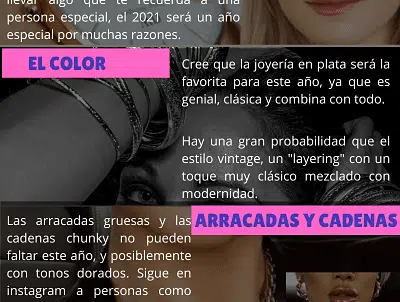 llevar algo que te recuerda a una
persona especial, el 2021 será un año
especial por muchas razones.
EL COLOR
Cree que la joyería en plata será la
favorita para este año, ya que es
genial, clásica y combina con todo.
Hay una gran probabilidad que el
estilo vintage, un "layering" con un
toque muy clásico mezclado con
modernidad.
ARRACADAS Y CADENAS
Las arracadas gruesas y las
cadenas chunky no pueden
faltar este año, y posiblemente
con tonos dorados. Sigue en
instagram a personas como